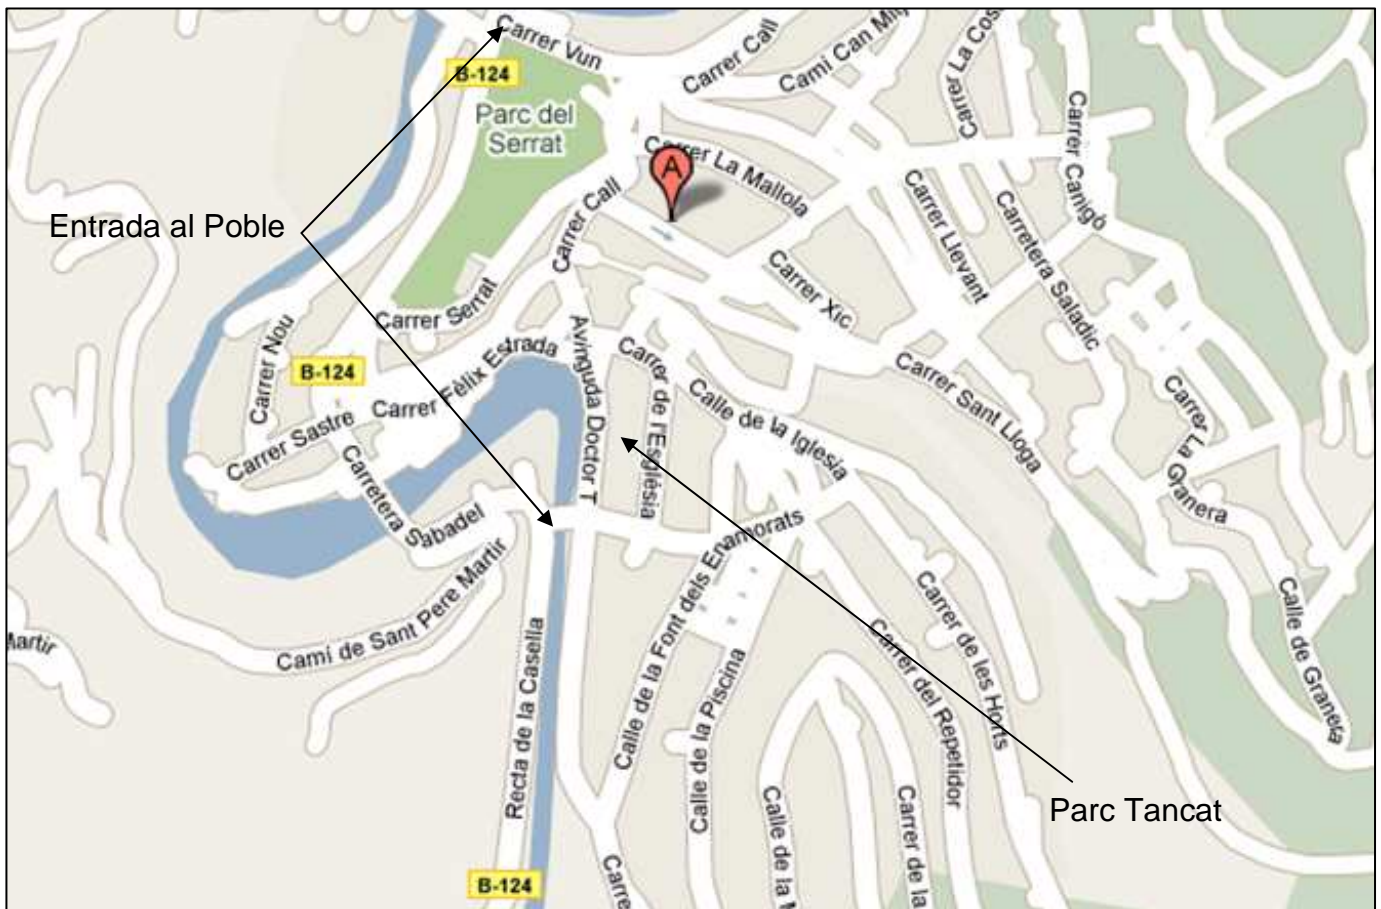 Carrer Vun
B-124
Carrer Call
Camí Can Mili
Carrer La Cos
Parc del
Serrat
Carrer La Mallola
A
Carrer Canigó
Entrada al Poble
Carrer Call
Carrer Llevant
Carretera Saladic
Carrer Xic
Carrer Serrat
Carrer Nou
B-124
Carrer Fèlix Estrada
Avinguda Doctor T
Carrer de l'Església
Calle de la Iglesia
Carrer Sant Lloga
Carrer La Granera
Carrer Sastre
Carretera Sabadel
Calle de la Font dels Enamorats
Camí de Sant Pere Martir
Martir
Recta de la Casella
Calle de la Piscina
Carrer del Repetidor
Carrer de les Horts
Calle de Granera
Parc Tancat
Calle de la
Carrer de la
Carre
B-124